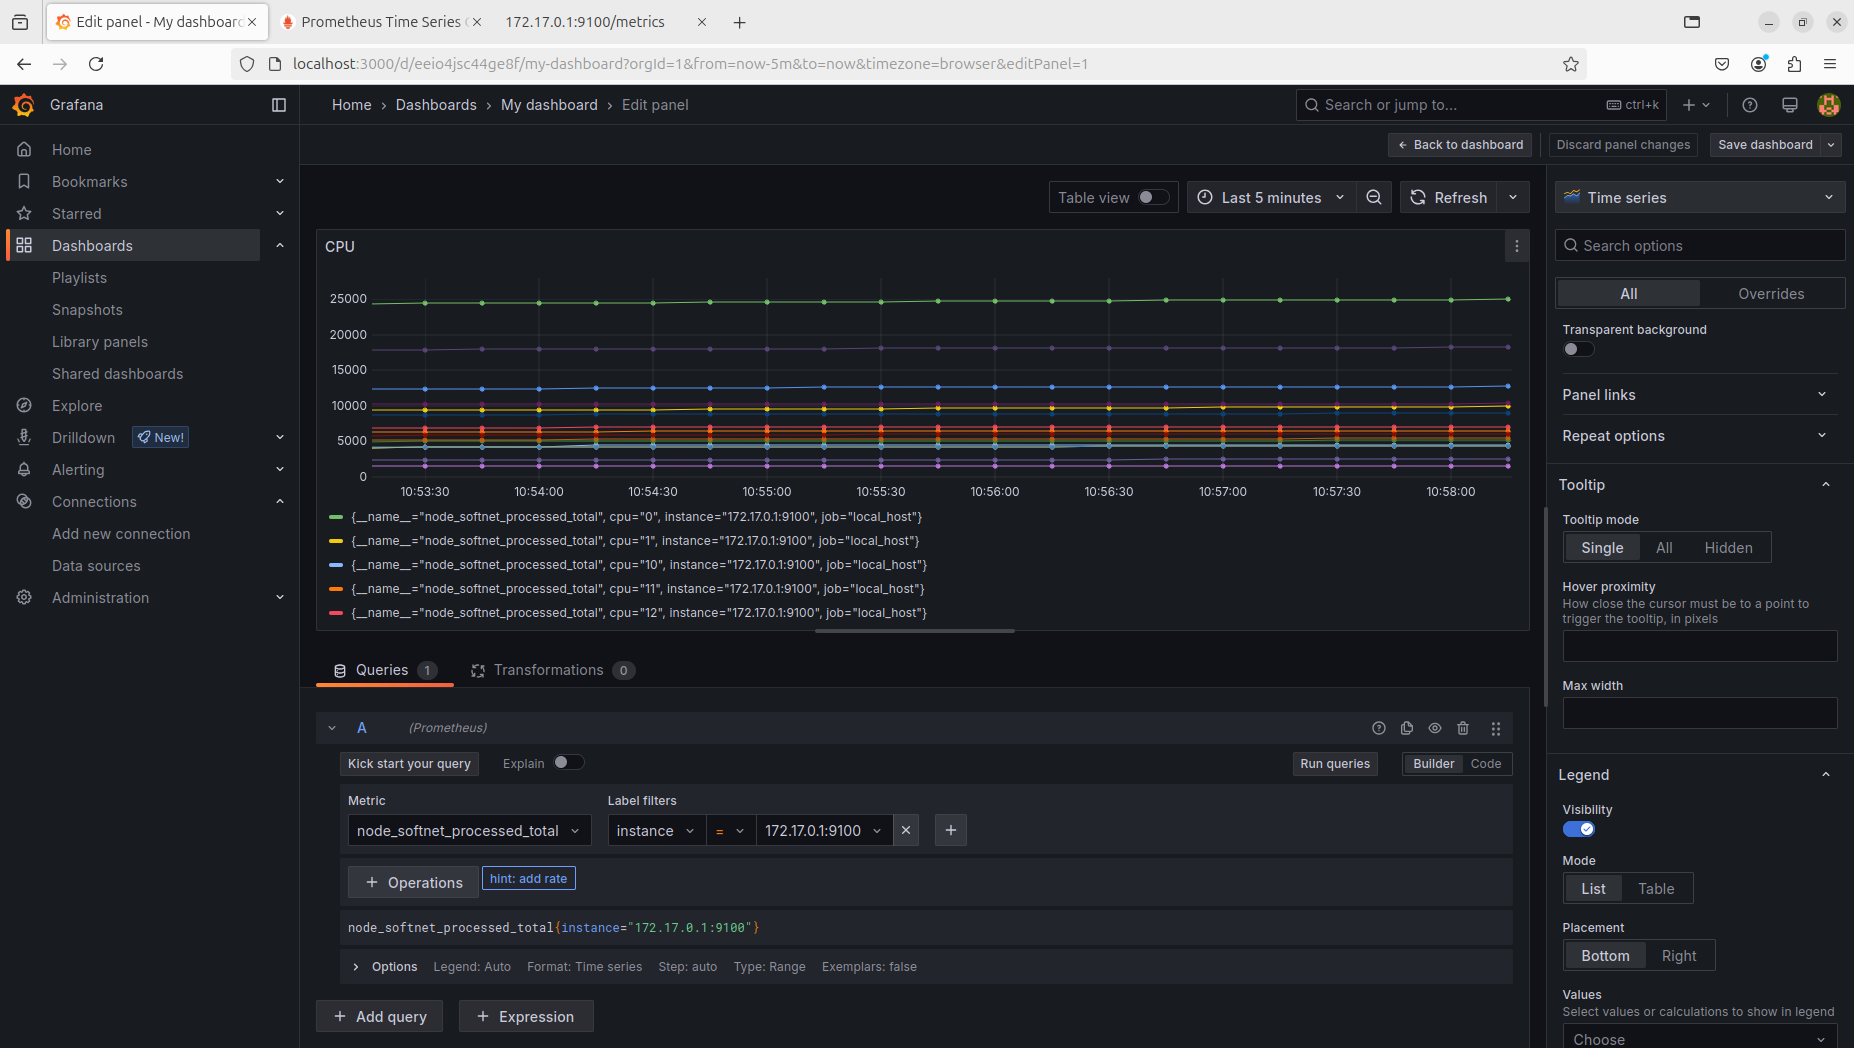 Edit panel - My dashboard
Prometheus Time Series
172.17.0.1:9100/metrics
localhost:3000/d/eeio4jsc44ge8f/my-dashboard?orgId=1&from=now-5m&to=now&timezone=browser&editPanel=1
Grafana
Home › Dashboards › My dashboard › Edit panel
Search or jump to...
ctrl+k
Back to dashboard
Discard panel changes
Save dashboard
Home
Bookmarks
Starred
Dashboards
Playlists
Snapshots
Library panels
Shared dashboards
Explore
Drilldown
New!
Alerting
Connections
Add new connection
Data sources
Administration
Table view
Last 5 minutes
Refresh
CPU
25000
20000
15000
10000
5000
0
10:53:30 10:54:00 10:54:30 10:55:00 10:55:30 10:56:00 10:56:30 10:57:00 10:57:30 10:58:00
{__name__="node_softnet_processed_total", cpu="0", instance="172.17.0.1:9100", job="local_host"}
{__name__="node_softnet_processed_total", cpu="1", instance="172.17.0.1:9100", job="local_host"}
{__name__="node_softnet_processed_total", cpu="10", instance="172.17.0.1:9100", job="local_host"}
{__name__="node_softnet_processed_total", cpu="11", instance="172.17.0.1:9100", job="local_host"}
{__name__="node_softnet_processed_total", cpu="12", instance="172.17.0.1:9100", job="local_host"}
Queries 1
Transformations 0
A (Prometheus)
Kick start your query
Explain
Run queries
Builder Code
Metric
Label filters
node_softnet_processed_total
instance = 172.17.0.1:9100
+ Operations
hint: add rate
node_softnet_processed_total{instance="172.17.0.1:9100"}
Options Legend: Auto Format: Time series Step: auto Type: Range Exemplars: false
+ Add query
+ Expression
Time series
Search options
All Overrides
Transparent background
Panel links
Repeat options
Tooltip
Tooltip mode
Single All Hidden
Hover proximity
How close the cursor must be to a point to
trigger the tooltip, in pixels
Max width
Legend
Visibility
Mode
List Table
Placement
Bottom Right
Values
Select values or calculations to show in legend
Choose